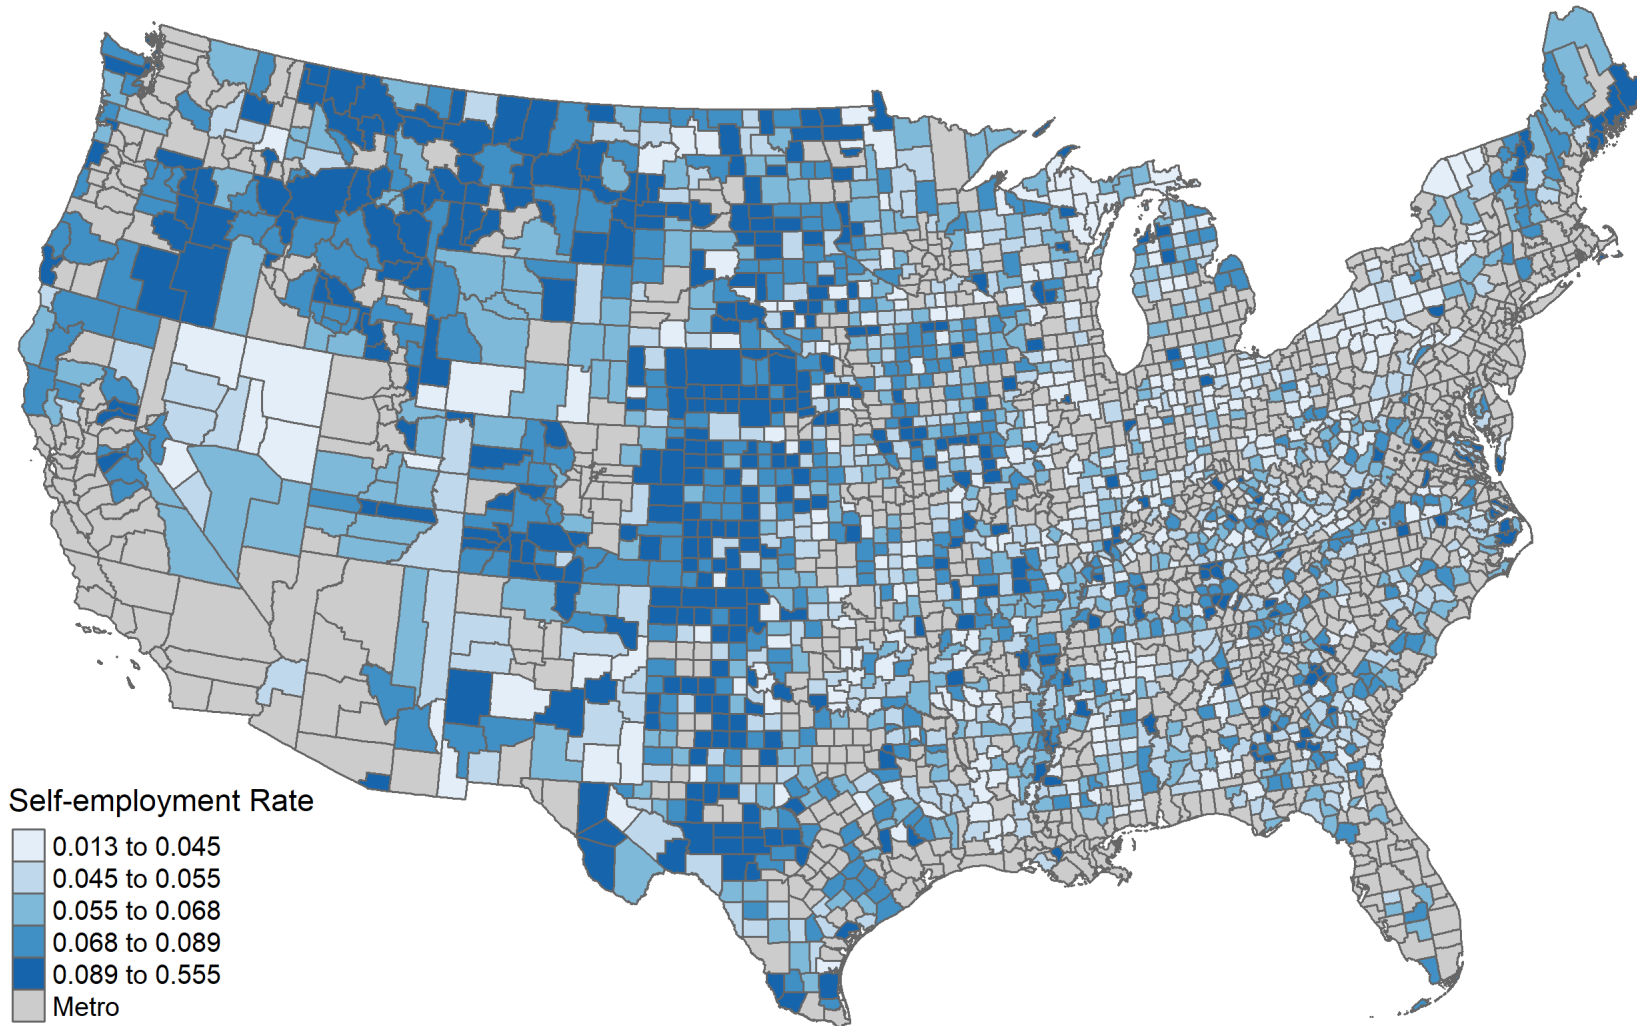 Self-employment Rate
0.013 to 0.045
0.045 to 0.055
0.055 to 0.068
0.068 to 0.089
0.089 to 0.555
Metro